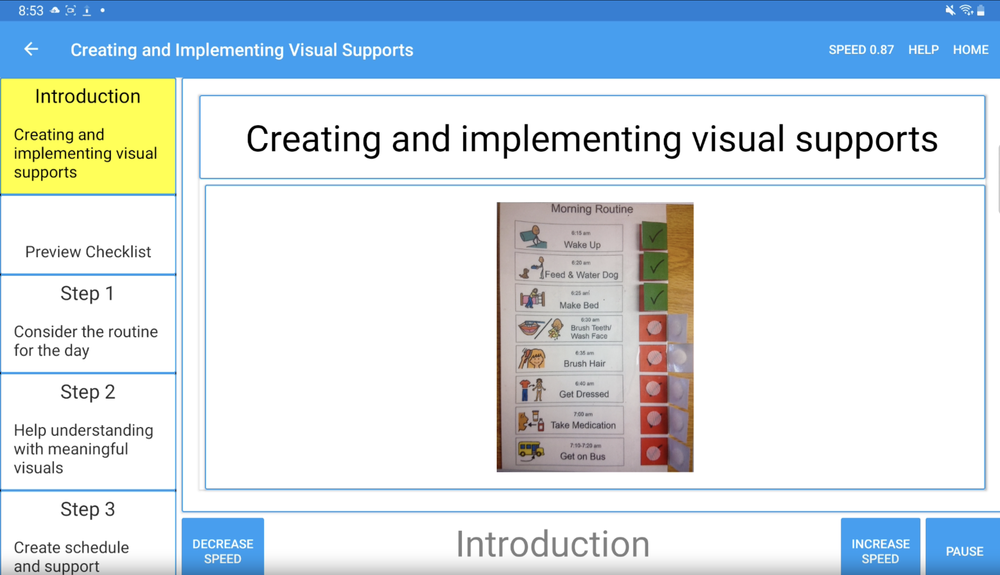 8:53
Creating and Implementing Visual Supports
SPEED 0.87 HELP HOME
Introduction
Creating and
implementing visual
supports
Preview Checklist
Step 1
Consider the routine
for the day
Step 2
Help understanding
with meaningful
visuals
Step 3
Create schedule
and support
Creating and implementing visual supports
Morning Routine
6:15 am
Wake Up
6:20 am
Feed & Water Dog
6:25 am
Make Bed
6:30 am
Brush Teeth/
Wash Face
6:35 am
Brush Hair
6:40 am
Get Dressed
7:00 am
Take Medication
7:10-7:20 am
Get on Bus
DECREASE
SPEED
Introduction
INCREASE
SPEED
PAUSE